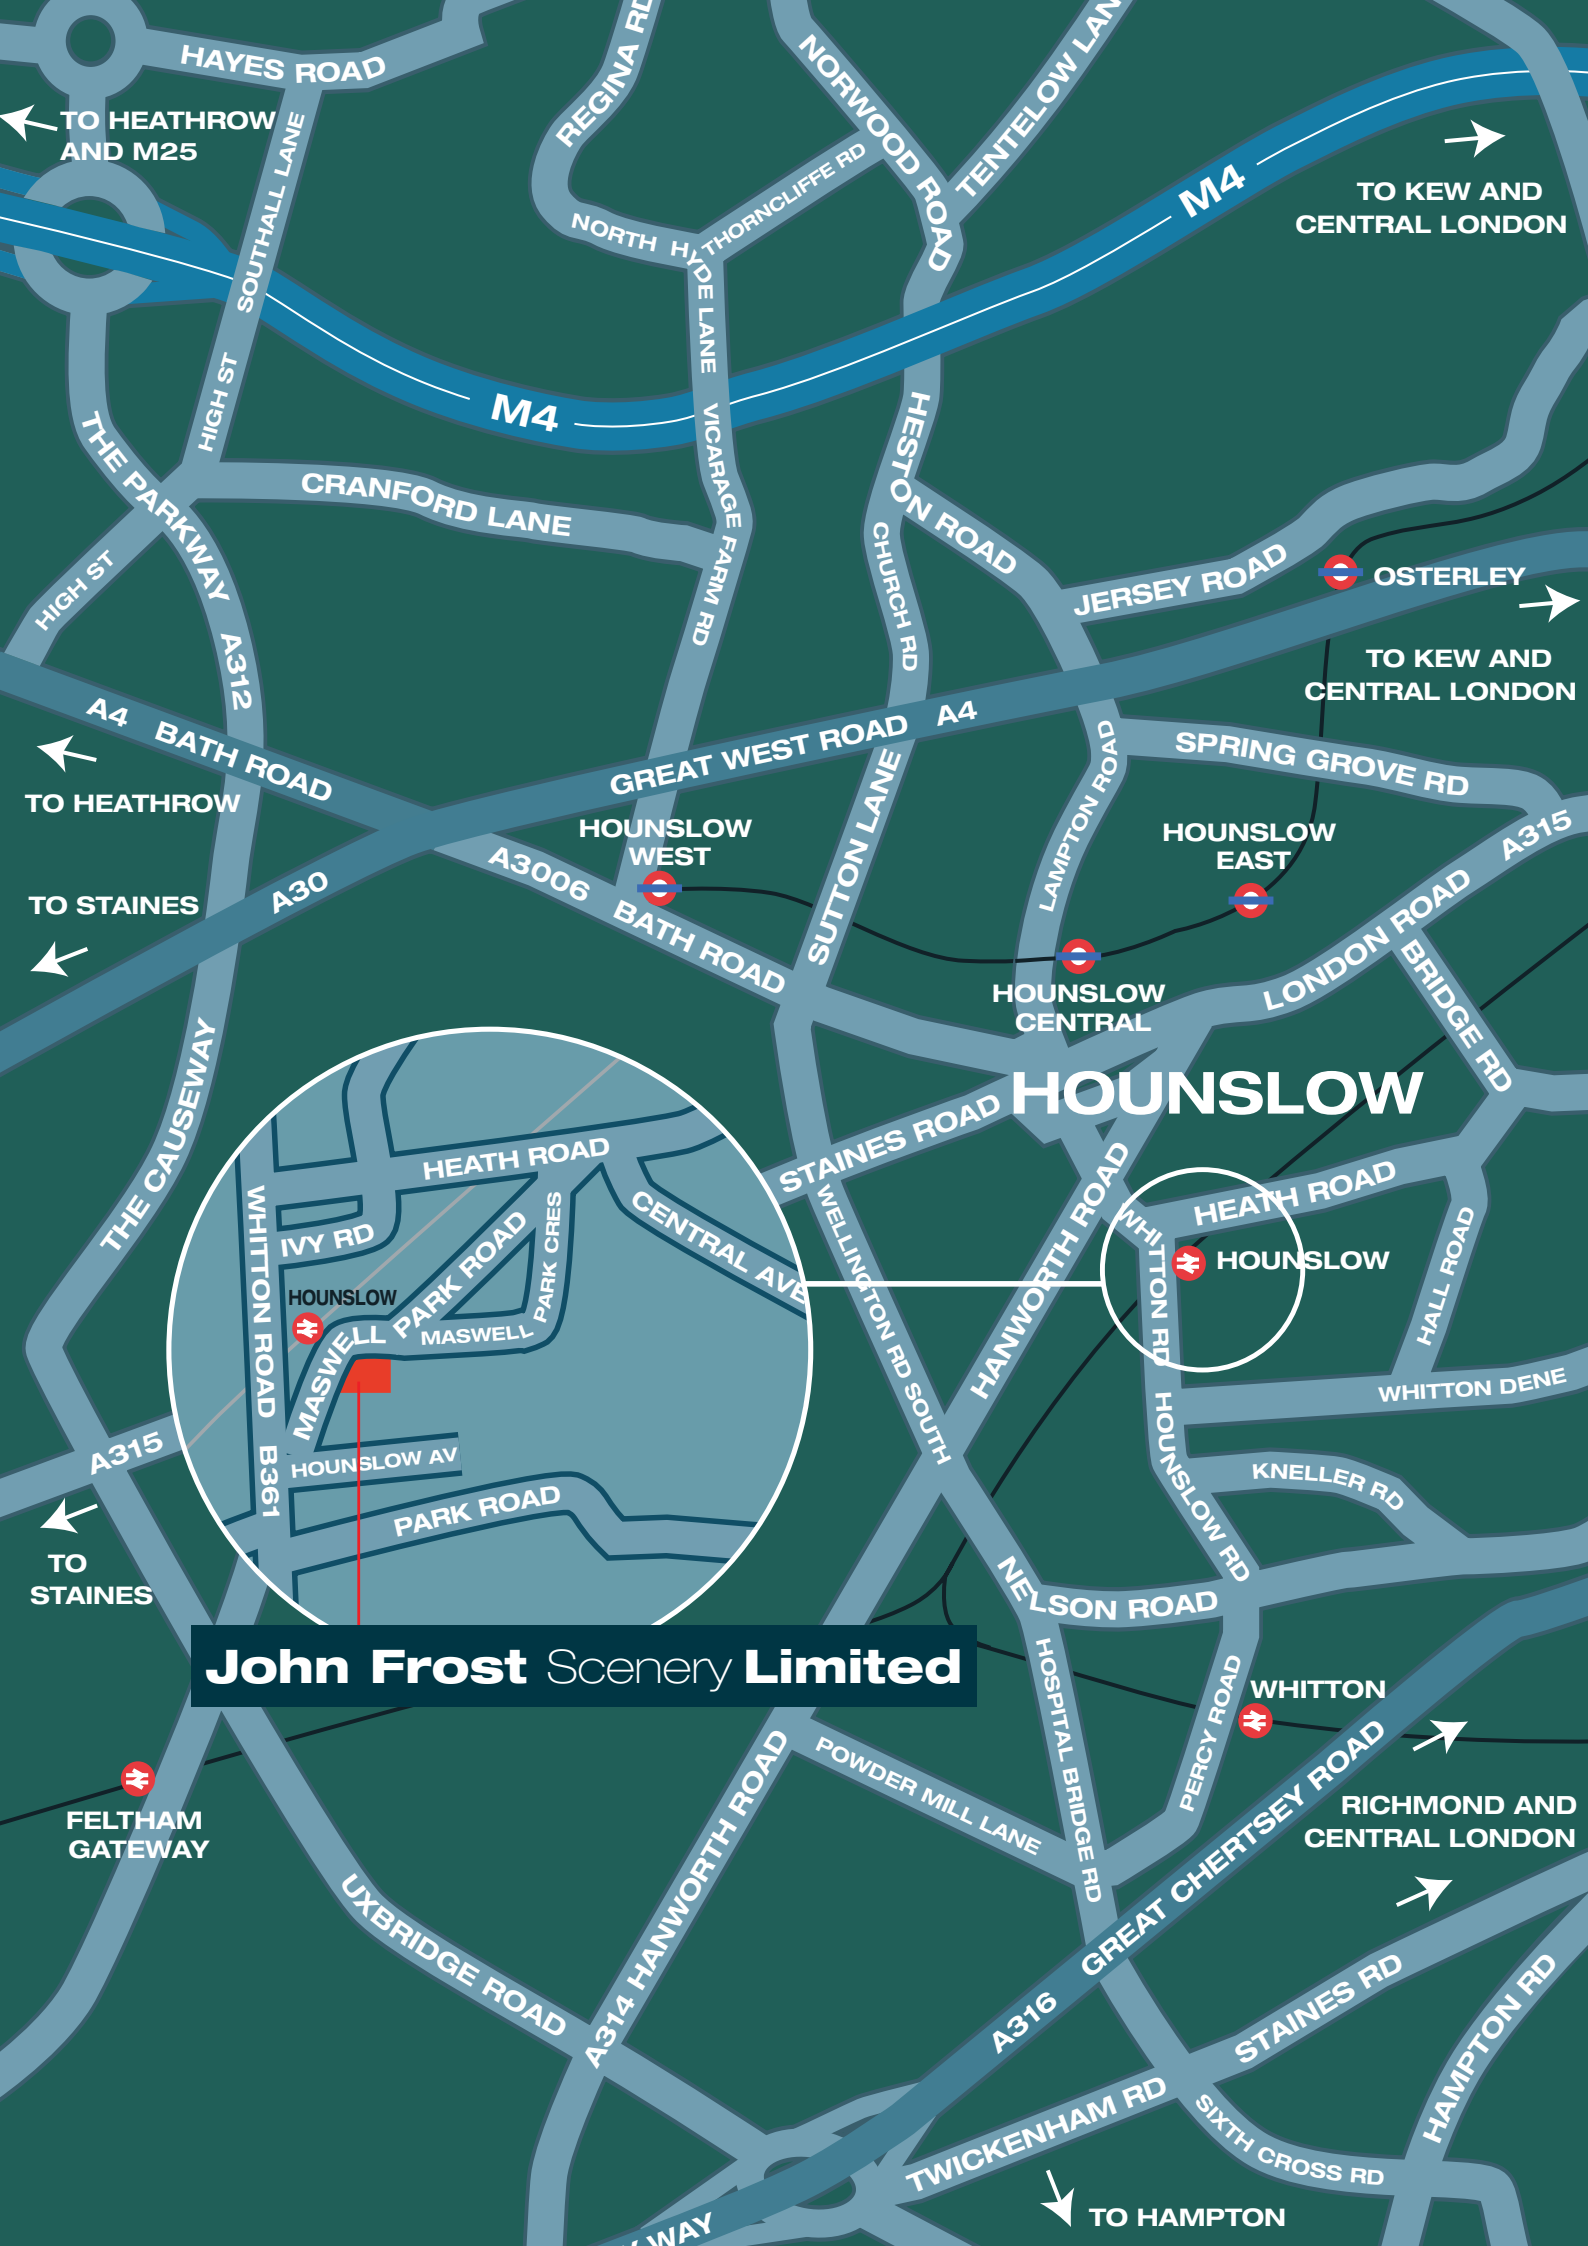 HAYES ROAD
REGINA RD
NORWOOD ROAD
TENTELOW LAN
TO HEATHROW
AND M25
SOUTHALL LANE
THORNCLIFFE RD
NORTH HYDE LANE
M4
TO KEW AND
CENTRAL LONDON
HIGH ST
M4
VICARAGE FARM RD
HESTON ROAD
THE PARKWAY A312
CRANFORD LANE
CHURCH RD
HIGH ST
JERSEY ROAD
OSTERLEY
TO KEW AND
CENTRAL LONDON
A4 BATH ROAD
GREAT WEST ROAD A4
LAMPTON ROAD
SPRING GROVE RD
TO HEATHROW
HOUNSLOW
WEST
SUTTON LANE
HOUNSLOW
EAST
A315
A3006 BATH ROAD
A30
TO STAINES
LONDON ROAD
BRIDGE RD
HOUNSLOW
CENTRAL
THE CAUSEWAY
HOUNSLOW
STAINES ROAD
HEATH ROAD
WHITTON ROAD B361
IVY RD
PARK ROAD
PARK CRES
CENTRAL AVE
HOUNSLOW
MASWELL
MASWELL
HOUNSLOW AV
PARK ROAD
WELLINGTON RD SOUTH
HANWORTH ROAD
WHITTON RD
HEATH ROAD
HOUNSLOW
HALL ROAD
WHITTON DENE
HOUNSLOW RD
KNELLER RD
A315
TO
STAINES
NELSON ROAD
John Frost Scenery Limited
HOSPITAL BRIDGE RD
PERCY ROAD
WHITTON
FELTHAM
GATEWAY
POWDER MILL LANE
RICHMOND AND
CENTRAL LONDON
UXBRIDGE ROAD
A314 HANWORTH ROAD
A316 GREAT CHERTSEY ROAD
STAINES RD
HAMPTON RD
TWICKENHAM RD
SIXTH CROSS RD
TO HAMPTON
WAY